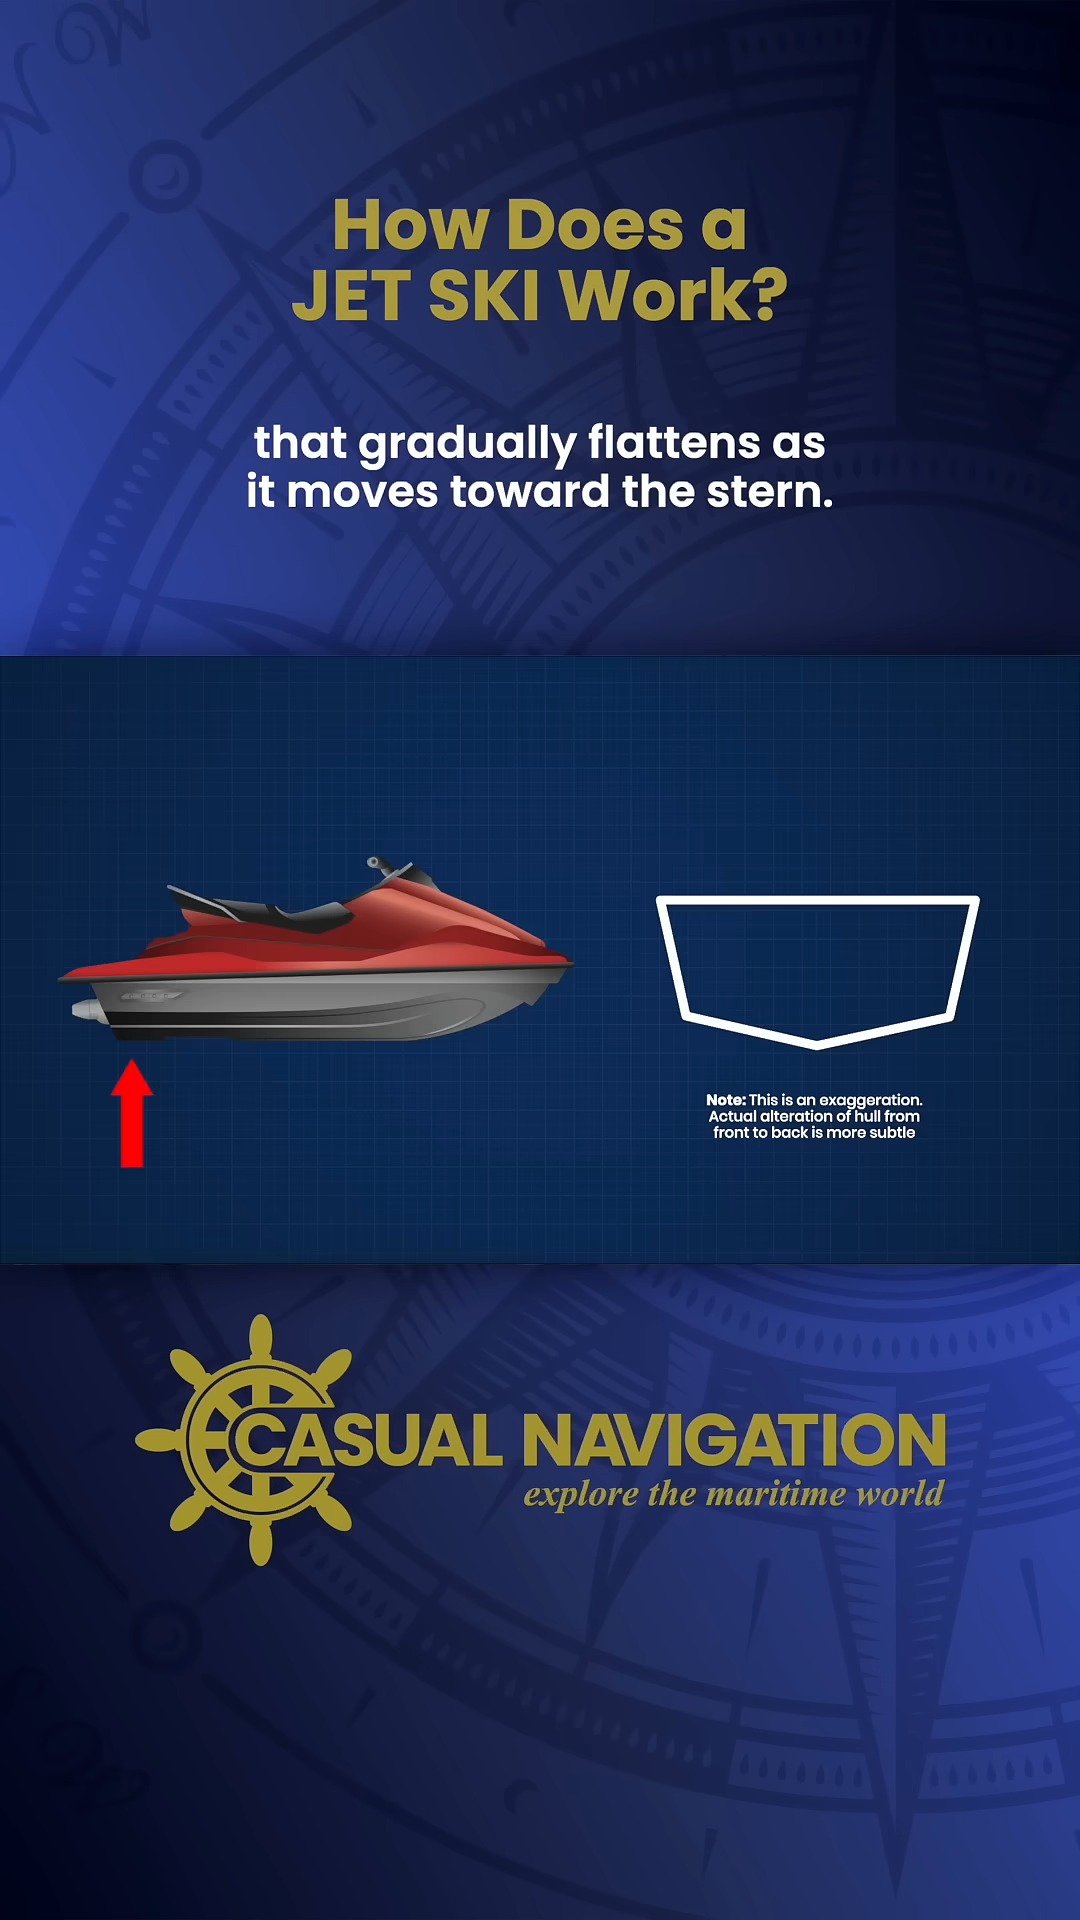 How Does a
JET SKI Work?
that gradually flattens as
it moves toward the stern.
Note: This is an exaggeration.
Actual alteration of hull from
front to back is more subtle
CASUAL NAVIGATION
explore the maritime world